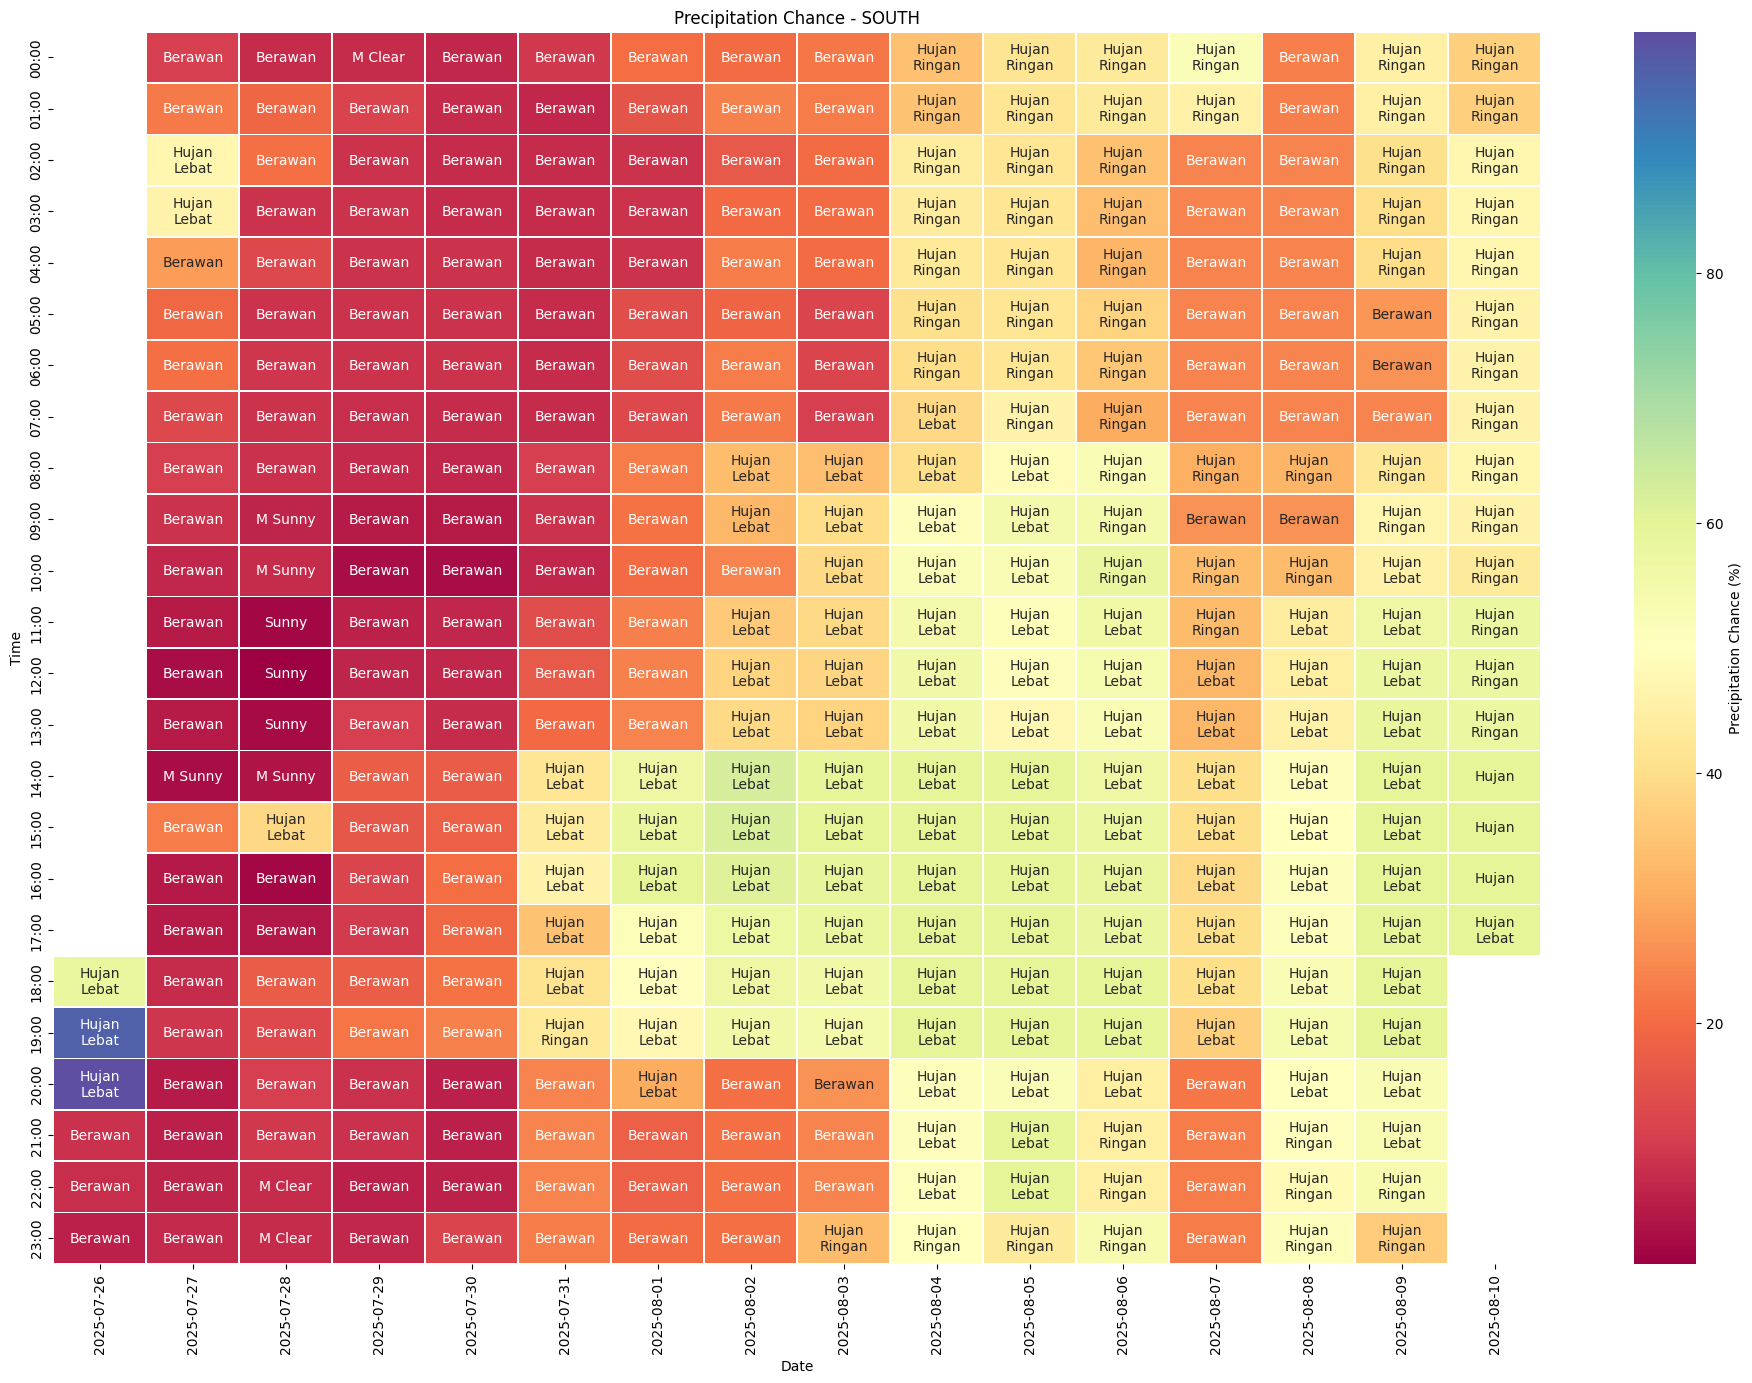 Precipitation Chance - SOUTH
00:00 Berawan Berawan M Clear Berawan Berawan Berawan Berawan Berawan Hujan Ringan Hujan Ringan Hujan Ringan Hujan Ringan Berawan Hujan Ringan Hujan Ringan
01:00 Berawan Berawan Berawan Berawan Berawan Berawan Berawan Berawan Hujan Ringan Hujan Ringan Hujan Ringan Hujan Ringan Berawan Hujan Ringan Hujan Ringan
02:00 Hujan Lebat Berawan Berawan Berawan Berawan Berawan Berawan Berawan Hujan Ringan Hujan Ringan Hujan Ringan Berawan Berawan Hujan Ringan Hujan Ringan
03:00 Hujan Lebat Berawan Berawan Berawan Berawan Berawan Berawan Berawan Hujan Ringan Hujan Ringan Hujan Ringan Berawan Berawan Hujan Ringan Hujan Ringan
04:00 Berawan Berawan Berawan Berawan Berawan Berawan Berawan Berawan Hujan Ringan Hujan Ringan Hujan Ringan Berawan Berawan Hujan Ringan Hujan Ringan
05:00 Berawan Berawan Berawan Berawan Berawan Berawan Berawan Berawan Hujan Ringan Hujan Ringan Hujan Ringan Berawan Berawan Berawan Hujan Ringan
06:00 Berawan Berawan Berawan Berawan Berawan Berawan Berawan Berawan Hujan Ringan Hujan Ringan Hujan Ringan Berawan Berawan Berawan Hujan Ringan
07:00 Berawan Berawan Berawan Berawan Berawan Berawan Berawan Berawan Hujan Lebat Hujan Ringan Hujan Ringan Berawan Berawan Berawan Hujan Ringan
08:00 Berawan Berawan Berawan Berawan Berawan Berawan Hujan Lebat Hujan Lebat Hujan Lebat Hujan Lebat Hujan Ringan Hujan Ringan Hujan Ringan Hujan Ringan Hujan Ringan
09:00 Berawan M Sunny Berawan Berawan Berawan Berawan Hujan Lebat Hujan Lebat Hujan Lebat Hujan Lebat Hujan Ringan Berawan Berawan Hujan Ringan Hujan Ringan
10:00 Berawan M Sunny Berawan Berawan Berawan Berawan Berawan Hujan Lebat Hujan Lebat Hujan Lebat Hujan Ringan Hujan Ringan Hujan Ringan Hujan Lebat Hujan Ringan
11:00 Berawan Sunny Berawan Berawan Berawan Berawan Hujan Lebat Hujan Lebat Hujan Lebat Hujan Lebat Hujan Lebat Hujan Ringan Hujan Lebat Hujan Lebat Hujan Ringan
12:00 Berawan Sunny Berawan Berawan Berawan Berawan Hujan Lebat Hujan Lebat Hujan Lebat Hujan Lebat Hujan Lebat Hujan Lebat Hujan Lebat Hujan Lebat Hujan Ringan
13:00 Berawan Sunny Berawan Berawan Berawan Berawan Hujan Lebat Hujan Lebat Hujan Lebat Hujan Lebat Hujan Lebat Hujan Lebat Hujan Lebat Hujan Lebat Hujan Ringan
14:00 M Sunny M Sunny Berawan Berawan Hujan Lebat Hujan Lebat Hujan Lebat Hujan Lebat Hujan Lebat Hujan Lebat Hujan Lebat Hujan Lebat Hujan Lebat Hujan Lebat Hujan
15:00 Berawan Hujan Lebat Berawan Berawan Hujan Lebat Hujan Lebat Hujan Lebat Hujan Lebat Hujan Lebat Hujan Lebat Hujan Lebat Hujan Lebat Hujan Lebat Hujan Lebat Hujan
16:00 Berawan Berawan Berawan Berawan Hujan Lebat Hujan Lebat Hujan Lebat Hujan Lebat Hujan Lebat Hujan Lebat Hujan Lebat Hujan Lebat Hujan Lebat Hujan Lebat Hujan
17:00 Berawan Berawan Berawan Berawan Hujan Lebat Hujan Lebat Hujan Lebat Hujan Lebat Hujan Lebat Hujan Lebat Hujan Lebat Hujan Lebat Hujan Lebat Hujan Lebat Hujan Lebat
18:00 Hujan Lebat Berawan Berawan Berawan Berawan Hujan Lebat Hujan Lebat Hujan Lebat Hujan Lebat Hujan Lebat Hujan Lebat Hujan Lebat Hujan Lebat Hujan Lebat Hujan Lebat
19:00 Hujan Lebat Berawan Berawan Berawan Berawan Hujan Ringan Hujan Lebat Hujan Lebat Hujan Lebat Hujan Lebat Hujan Lebat Hujan Lebat Hujan Lebat Hujan Lebat Hujan Lebat
20:00 Hujan Lebat Berawan Berawan Berawan Berawan Berawan Hujan Lebat Berawan Berawan Hujan Lebat Hujan Lebat Hujan Lebat Berawan Hujan Lebat Hujan Lebat
21:00 Berawan Berawan Berawan Berawan Berawan Berawan Berawan Berawan Berawan Hujan Lebat Hujan Lebat Hujan Ringan Berawan Hujan Ringan Hujan Lebat
22:00 Berawan Berawan M Clear Berawan Berawan Berawan Berawan Berawan Berawan Hujan Lebat Hujan Lebat Hujan Ringan Berawan Hujan Ringan Hujan Ringan
23:00 Berawan Berawan M Clear Berawan Berawan Berawan Berawan Berawan Hujan Ringan Hujan Ringan Hujan Ringan Hujan Ringan Berawan Hujan Ringan Hujan Ringan
Time
2025-07-26 2025-07-27 2025-07-28 2025-07-29 2025-07-30 2025-07-31 2025-08-01 2025-08-02 2025-08-03 2025-08-04 2025-08-05 2025-08-06 2025-08-07 2025-08-08 2025-08-09 2025-08-10
Date
80
60
40
20
Precipitation Chance (%)